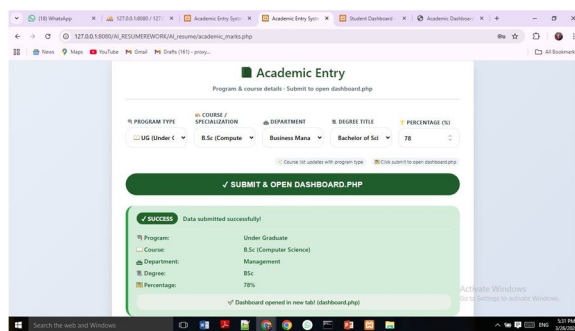 (18) WhatsApp
127.0.0.1:8080 / 127.0
Academic Entry Syste
Academic Entry Syste
Student Dashboard
Academic Dashboard
127.0.0.1:8080/AI_RESUMEREWORK/AI_resume/academic_marks.php
News
Maps
YouTube
Gmail
Drafts (161) - proxy...
All Bookmarks
Academic Entry
Program & course details · Submit to open dashboard.php
PROGRAM TYPE
COURSE / SPECIALIZATION
DEPARTMENT
DEGREE TITLE
PERCENTAGE (%)
UG (Under G
B.Sc (Compute
Business Mana
Bachelor of Sci
78
Course list updates with program type
Click submit to open dashboard.php
✓ SUBMIT & OPEN DASHBOARD.PHP
✓ SUCCESS Data submitted successfully!
Program: Under Graduate
Course: B.Sc (Computer Science)
Department: Management
Degree: BSc
Percentage: 78%
Dashboard opened in new tab! (dashboard.php)
Activate Windows
Go to Settings to activate Windows.
Search the web and Windows
ENG
5:31 PM